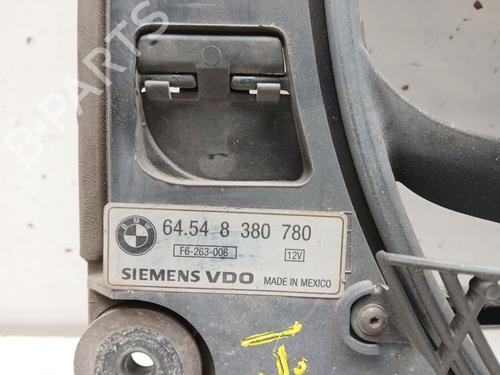 B-PARTS
BMW
64.54 8 380 780
F6-263-006 12V
SIEMENS VDO MADE IN MEXICO